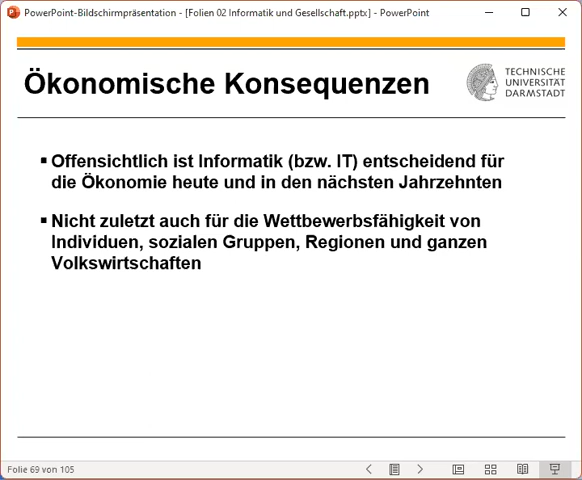 PowerPoint-Bildschirmpräsentation - [Folien 02 Informatik und Gesellschaft.pptx] - PowerPoint
Ökonomische Konsequenzen
TECHNISCHE
UNIVERSITÄT
DARMSTADT
▪ Offensichtlich ist Informatik (bzw. IT) entscheidend für
die Ökonomie heute und in den nächsten Jahrzehnten
▪ Nicht zuletzt auch für die Wettbewerbsfähigkeit von
Individuen, sozialen Gruppen, Regionen und ganzen
Volkswirtschaften
Folie 69 von 105